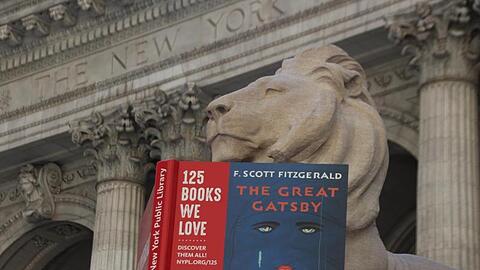 THE NEW YORK
New York Public Library
125
BOOKS
WE
LOVE
DISCOVER
THEM ALL!
NYPL.ORG/125
F. SCOTT FITZGERALD
THE GREAT
GATSBY